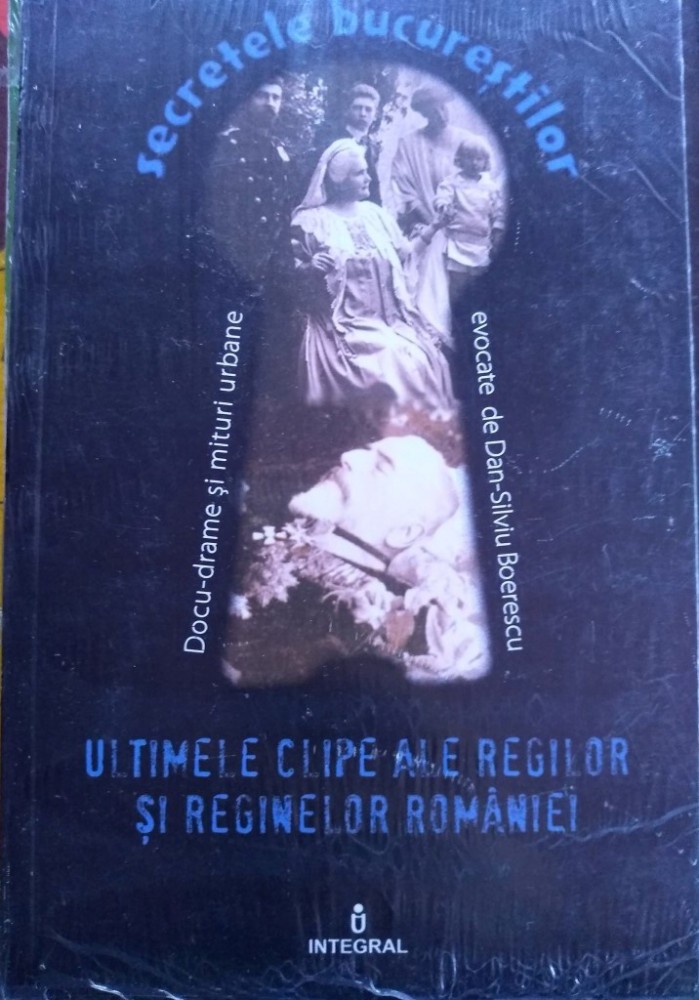 secretele bucureştilor
Docu-drame şi mituri urbane
evocate de Dan-Silviu Boerescu
ULTIMELE CLIPE ALE REGILOR
ŞI REGINELOR ROMÂNIEI
INTEGRAL